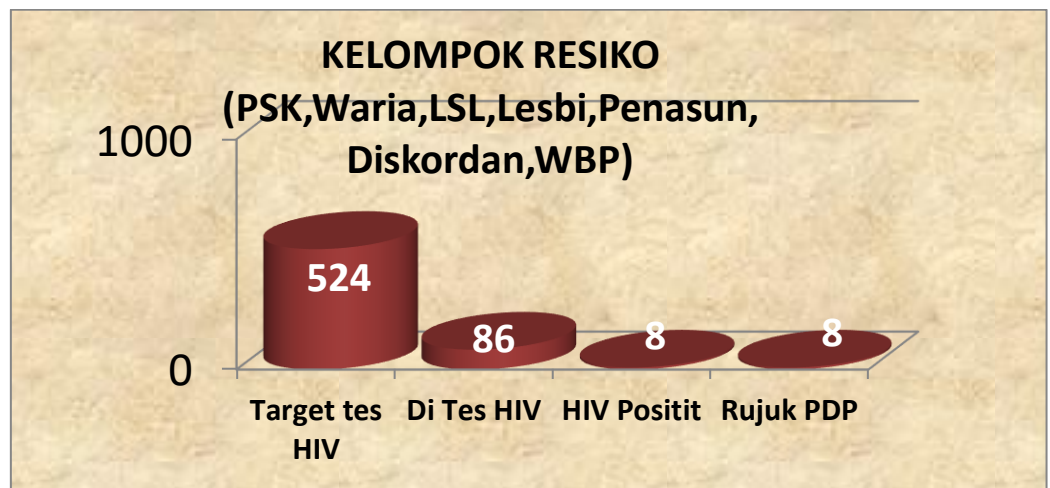 KELOMPOK RESIKO
(PSK,Waria,LSL,Lesbi,Penasun,
Diskordan,WBP)
1000
0
524
86
8
8
Target tes
HIV
Di Tes HIV
HIV Positit
Rujuk PDP